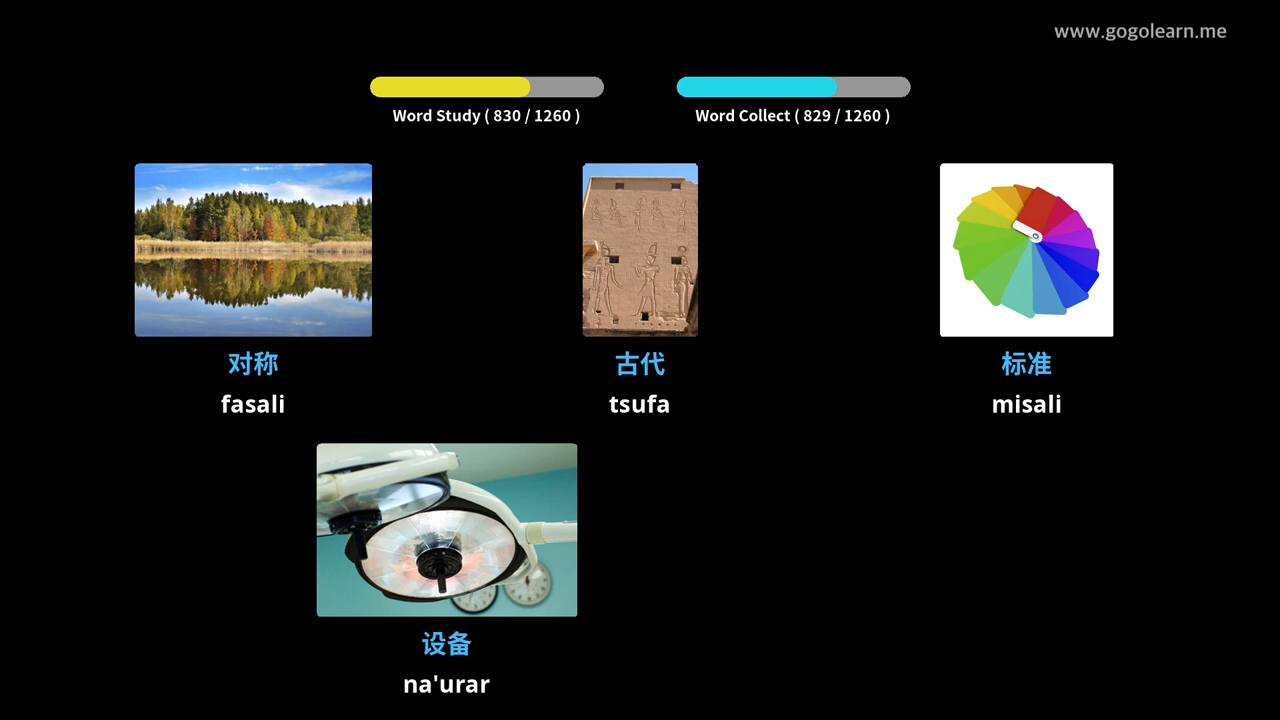 www.gogolearn.me
Word Study ( 830 / 1260 )
Word Collect ( 829 / 1260 )
对称
fasali
古代
tsufa
标准
misali
设备
na'urar